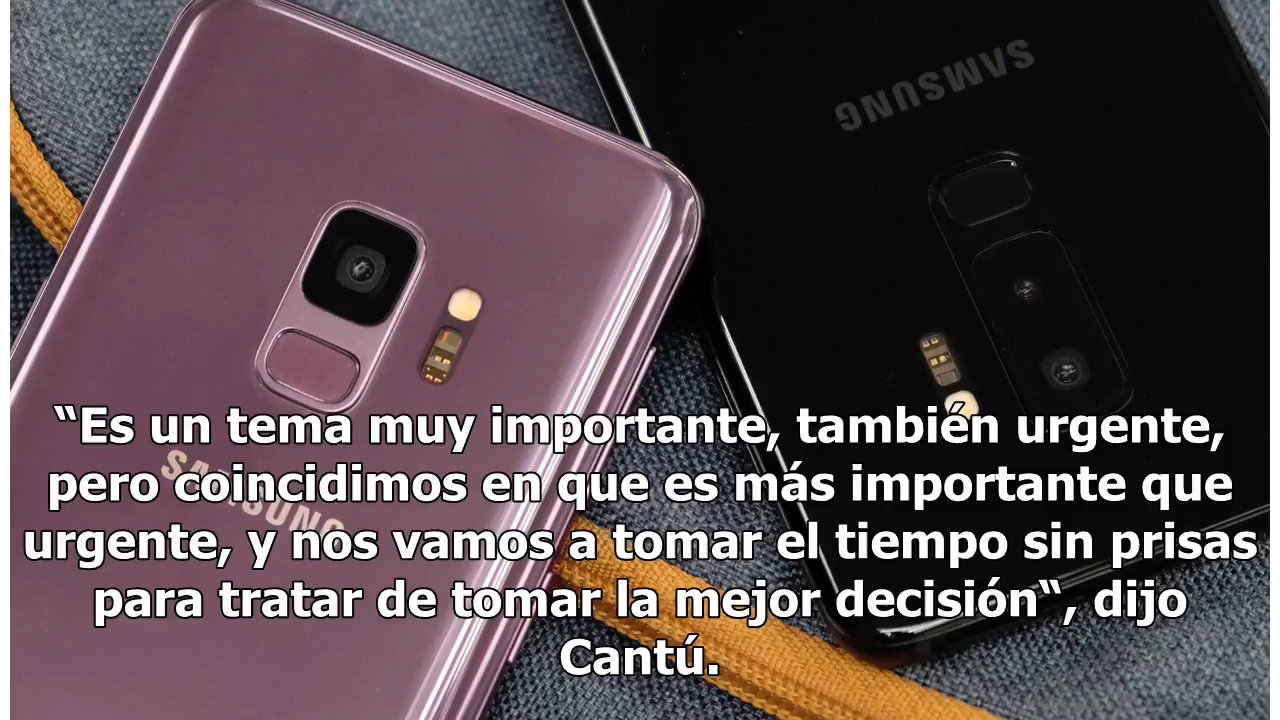 SAMSUNG
SAMSUNG
“Es un tema muy importante, también urgente,
pero coincidimos en que es más importante que
urgente, y nos vamos a tomar el tiempo sin prisas
para tratar de tomar la mejor decisión“, dijo
Cantú.